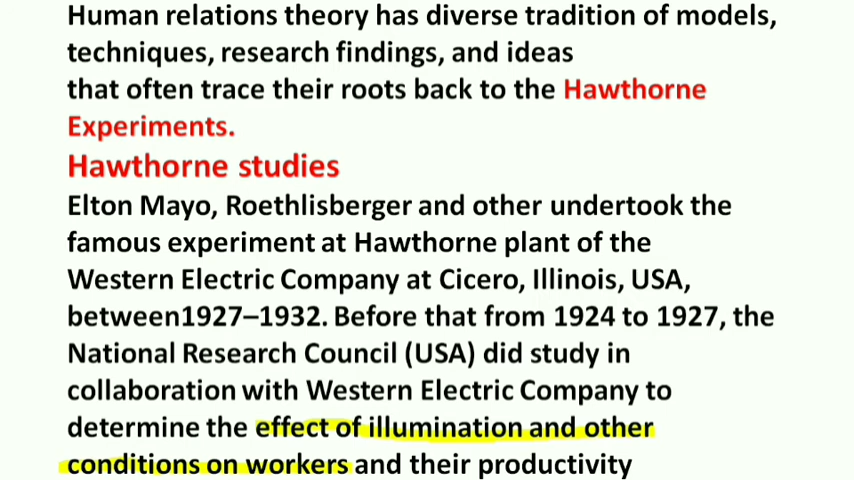 Human relations theory has diverse tradition of models,
techniques, research findings, and ideas
that often trace their roots back to the Hawthorne
Experiments.
Hawthorne studies
Elton Mayo, Roethlisberger and other undertook the
famous experiment at Hawthorne plant of the
Western Electric Company at Cicero, Illinois, USA,
between1927–1932. Before that from 1924 to 1927, the
National Research Council (USA) did study in
collaboration with Western Electric Company to
determine the effect of illumination and other
conditions on workers and their productivity